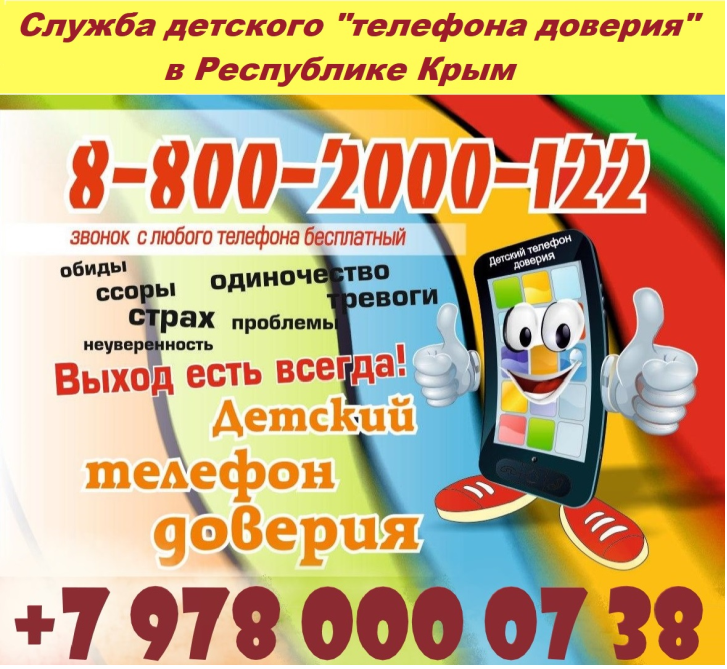 Служба детского "телефона доверия"
в Республике Крым
8-800-2000-122
звонок с любого телефона бесплатный
обиды
ссоры
одиночество
тревоги
страх
проблемы
неуверенность
Выход есть всегда!
Детский
телефон
доверия
Детский телефон
доверия
+7 978 000 07 38